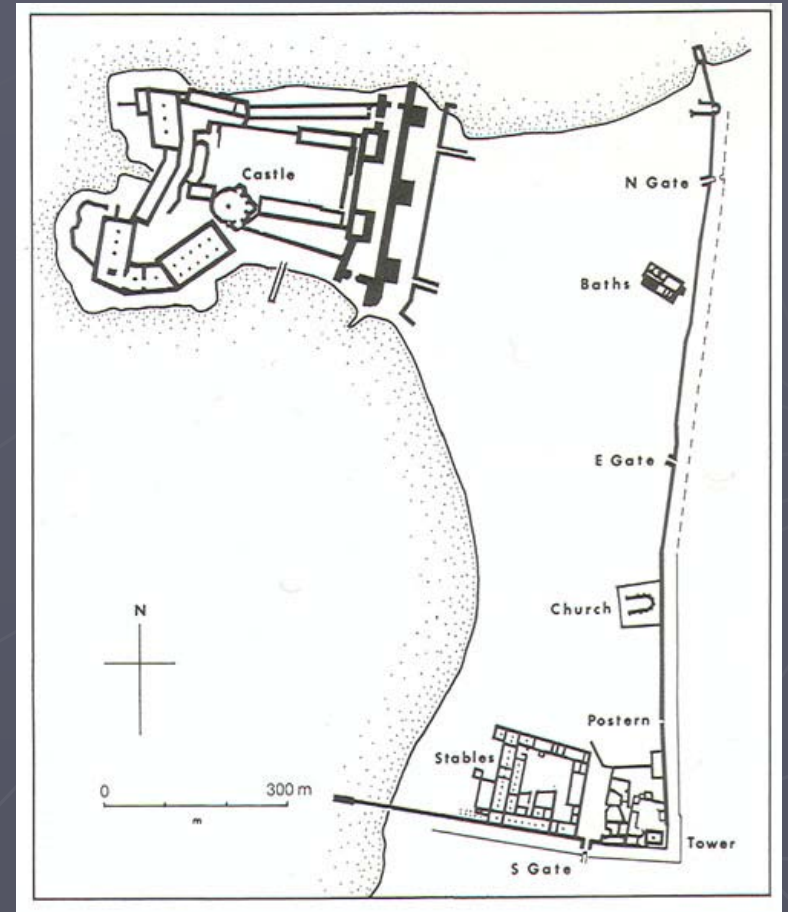 Castle
N Gate
Baths
E Gate
Church
N
Postern
Stables
0 300 m
m
Tower
S Gate